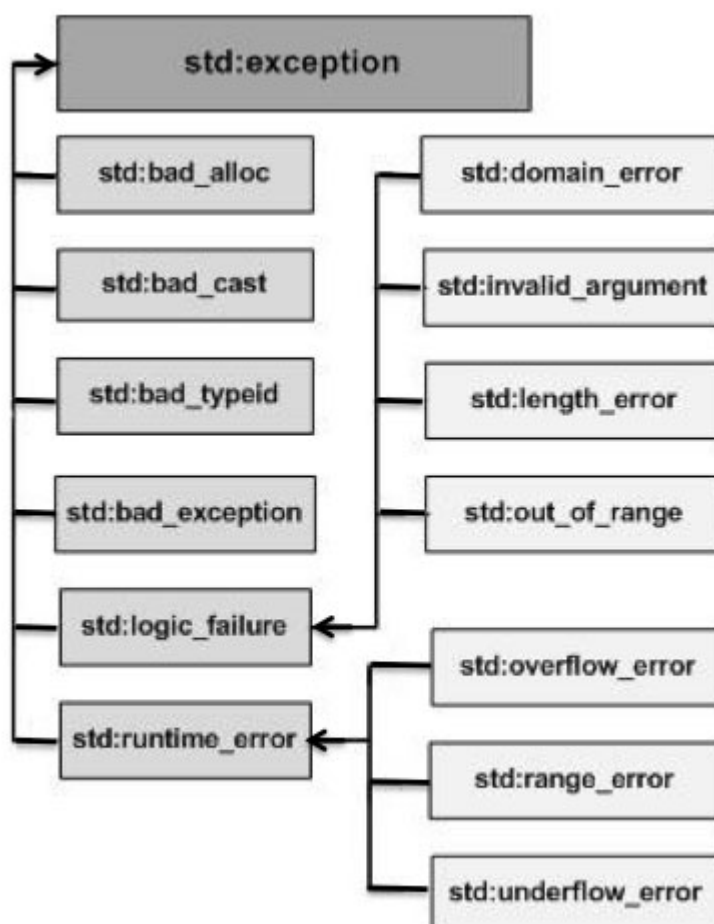 std:exception
std:bad_alloc
std:bad_cast
std:bad_typeid
std:bad_exception
std:logic_failure
std:runtime_error
std:domain_error
std:invalid_argument
std:length_error
std:out_of_range
std:overflow_error
std:range_error
std:underflow_error